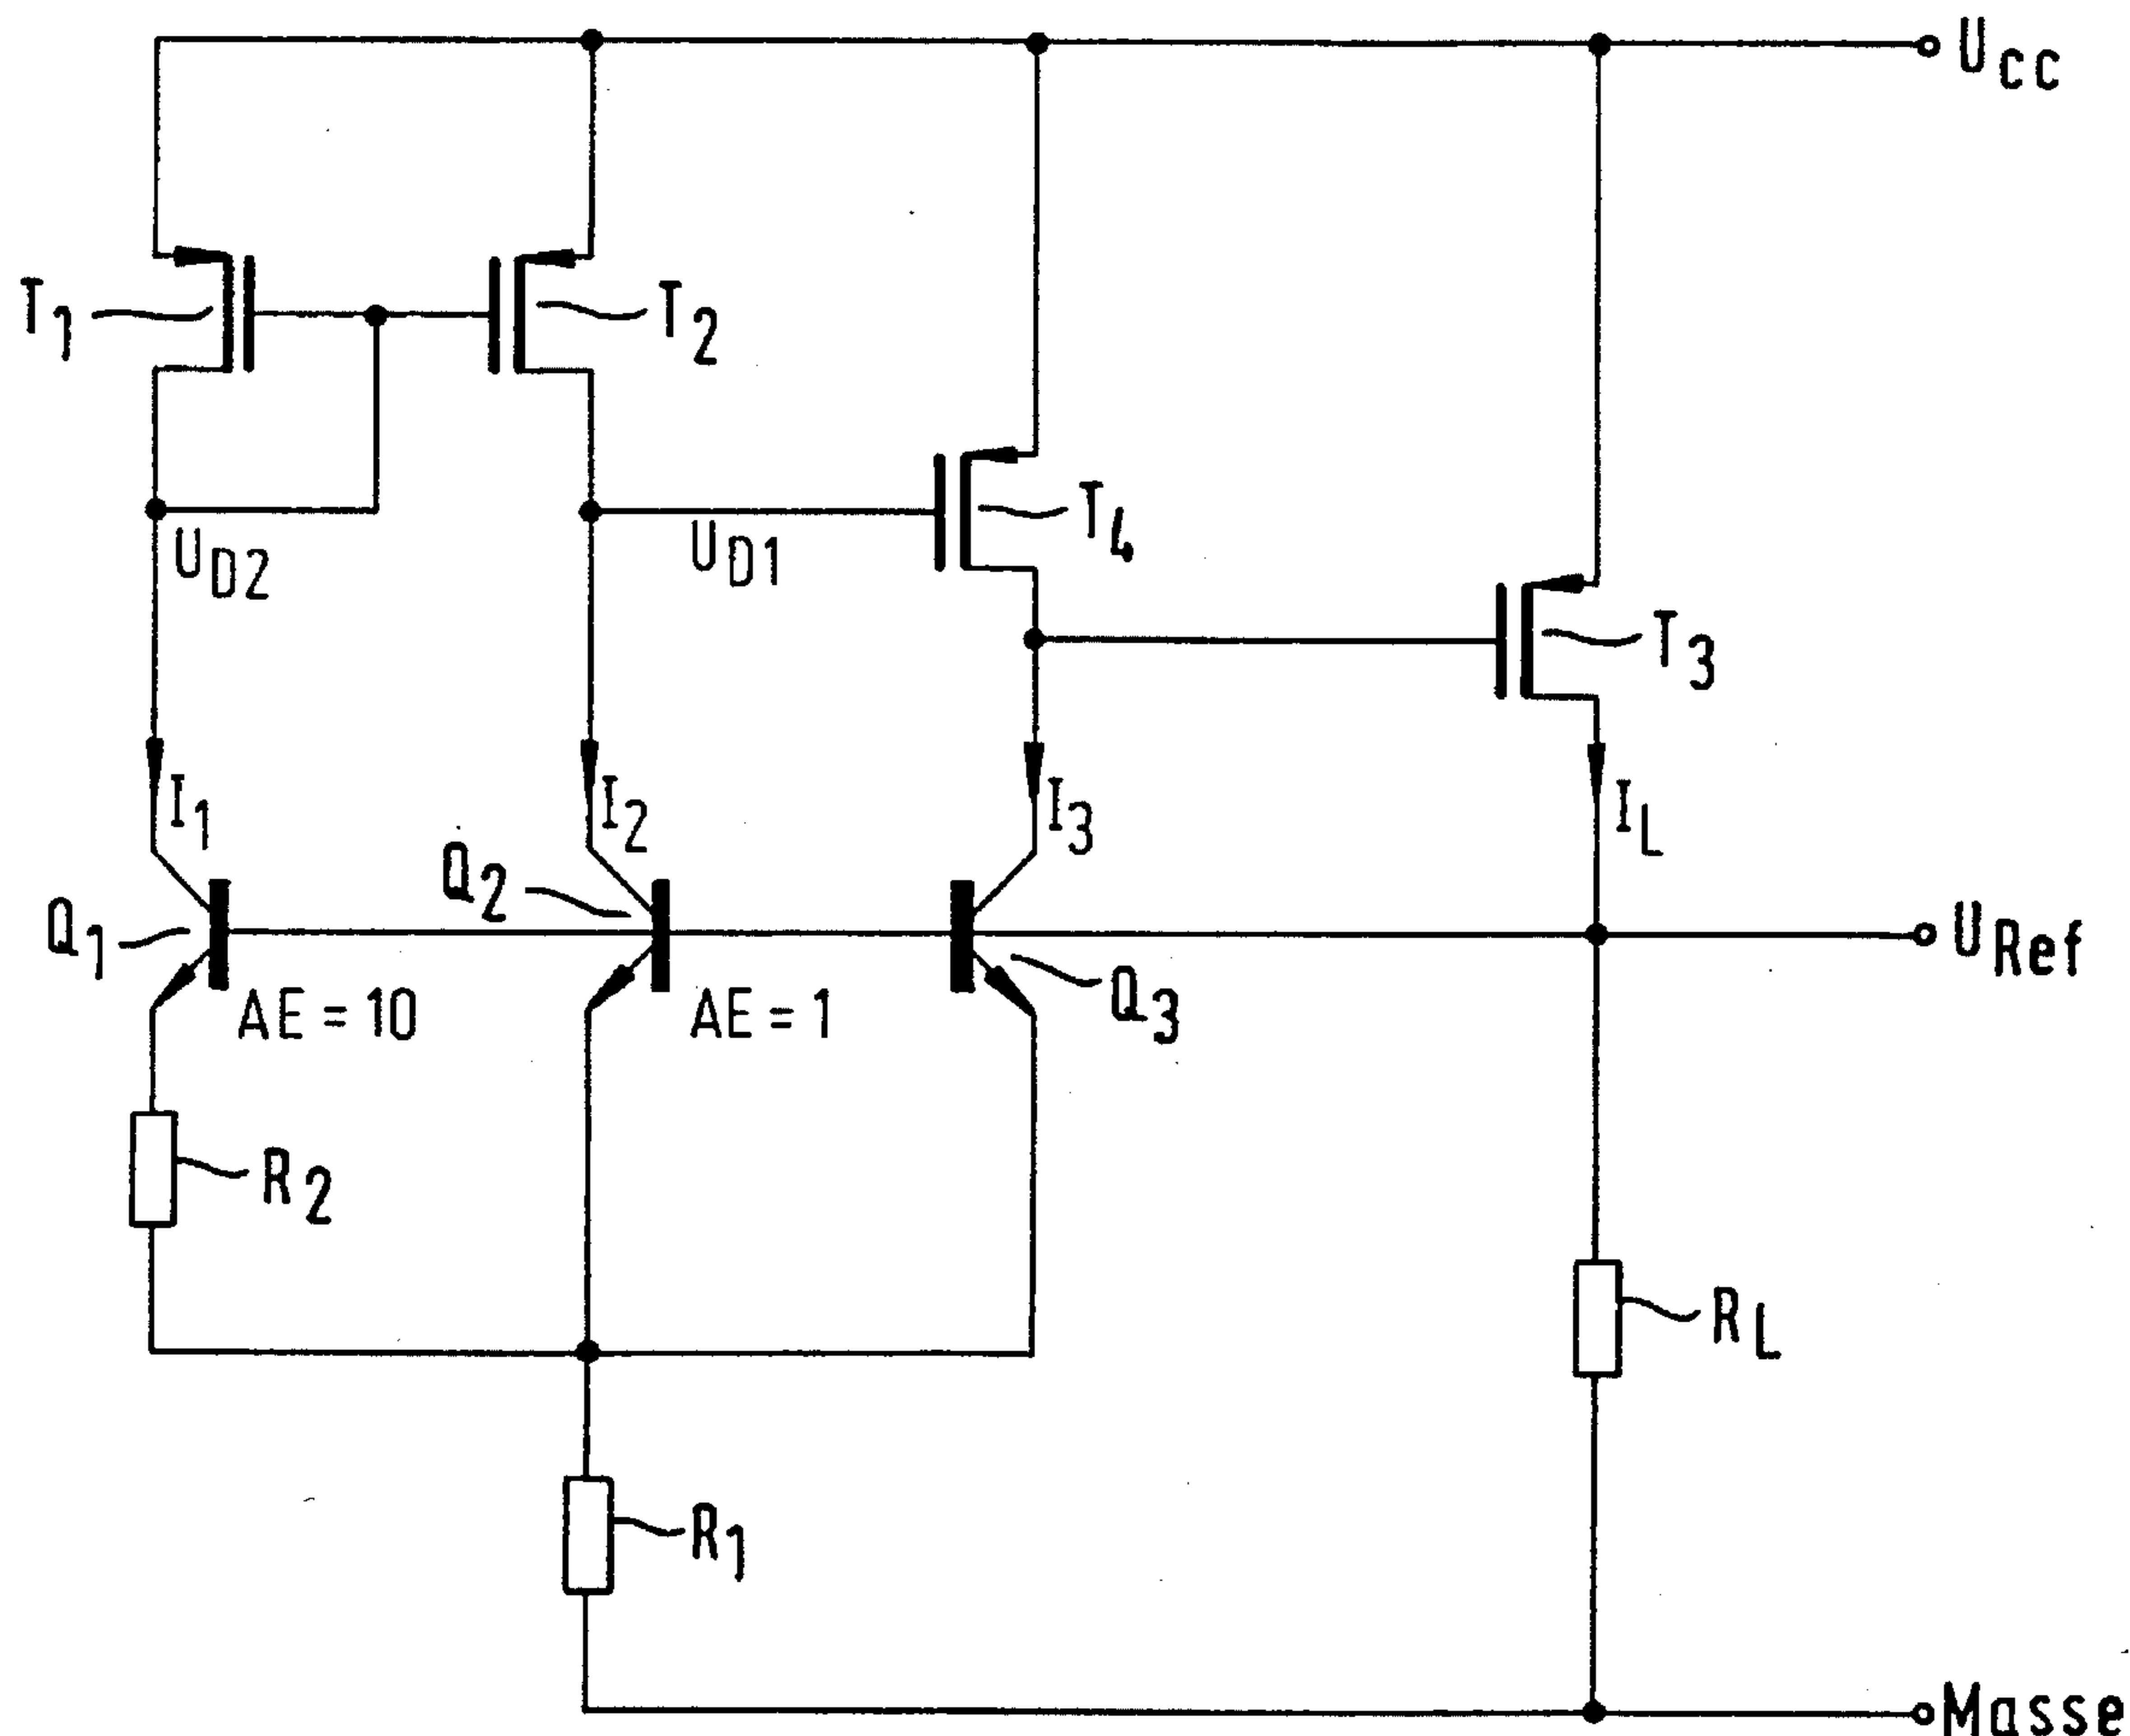 Ucc
T1
T2
T4
UD2
UD1
T3
I1
I2
I3
IL
Q1
Q2
Q3
URef
AE = 10
AE = 1
R2
RL
R1
Masse